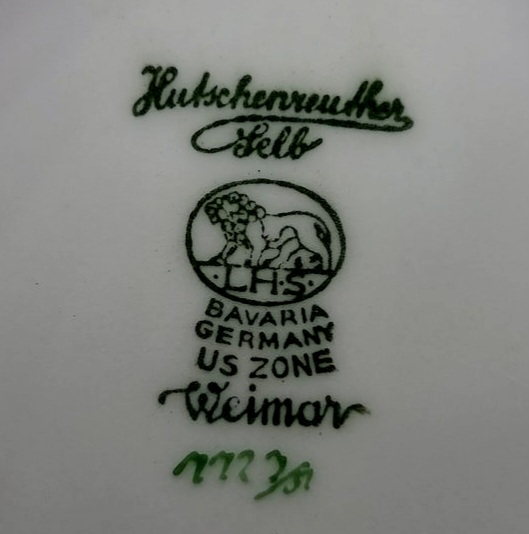 Hutschenreuther
Selb
L·H·S·
BAVARIA
GERMANY
US ZONE
Weimar